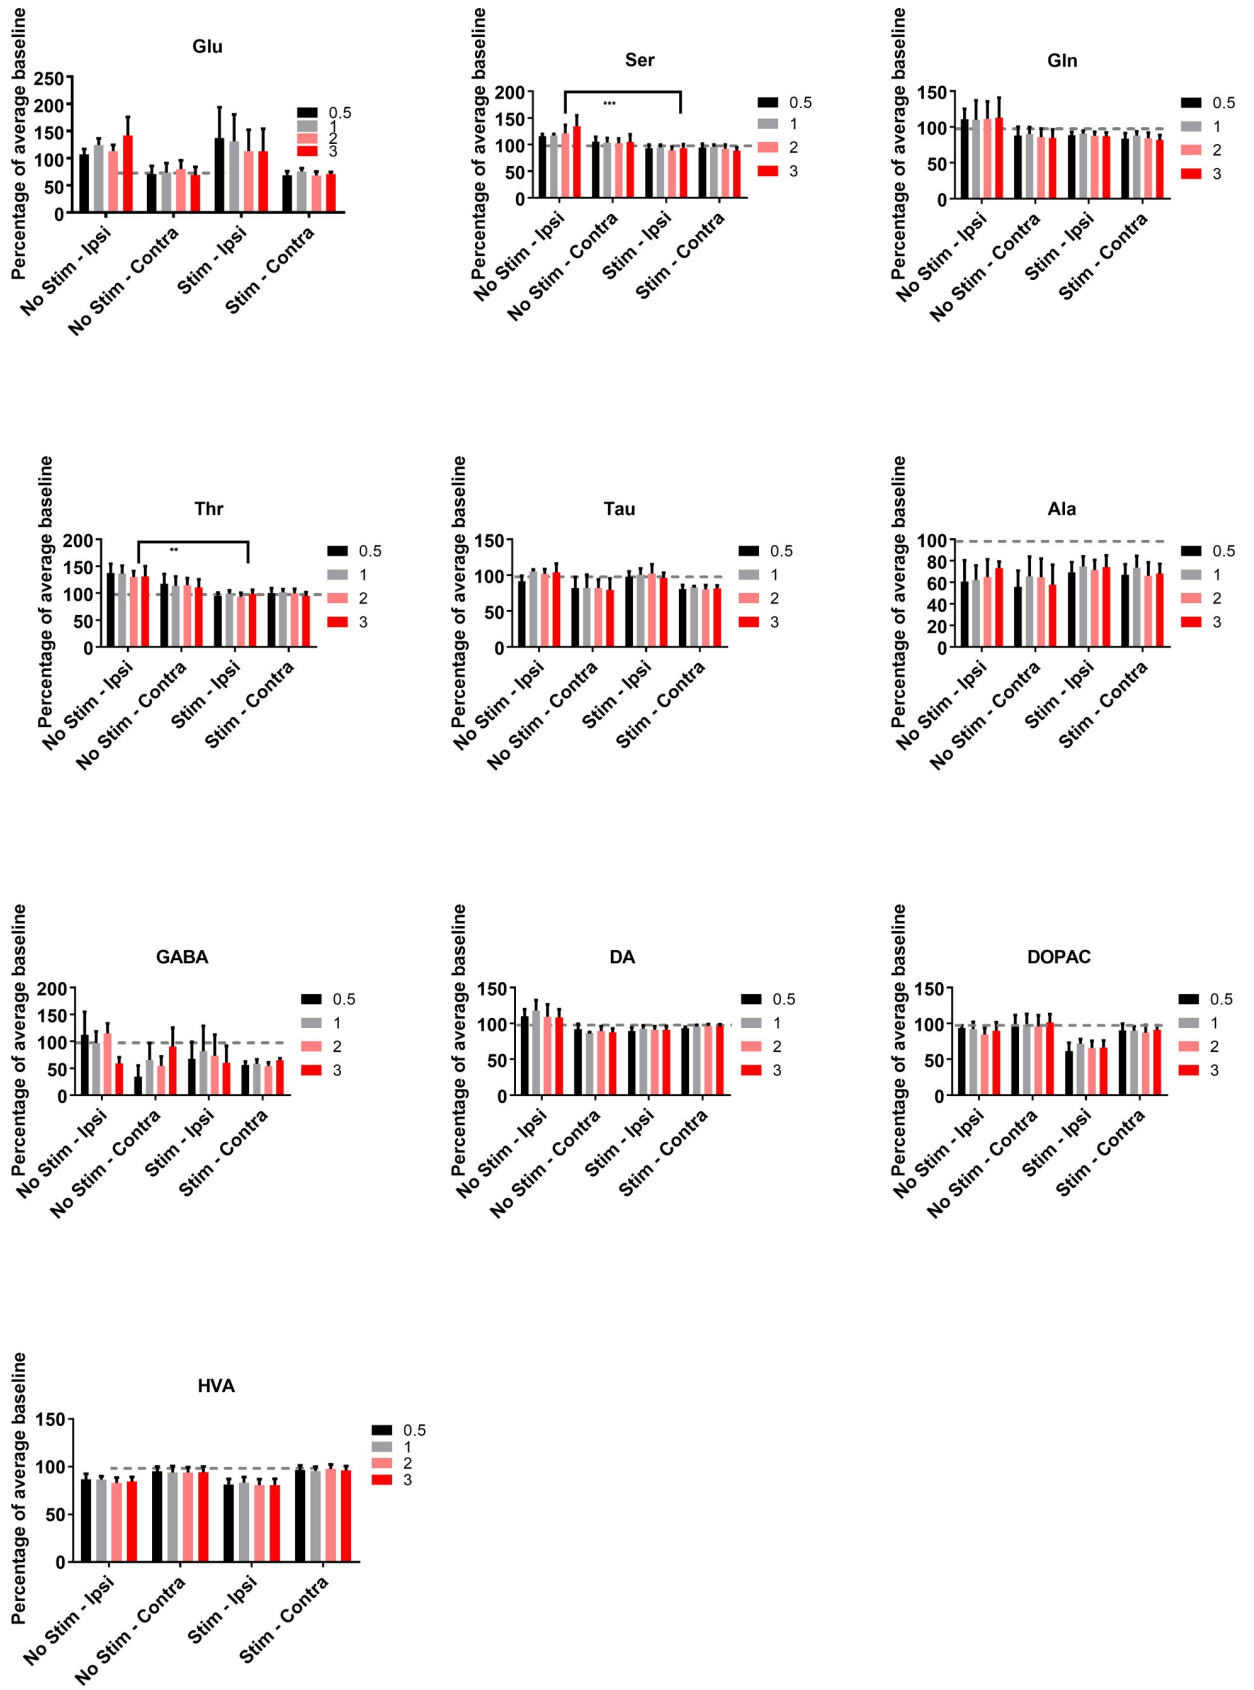 Glu
Percentage of average baseline
250
200
150
100
50
0
0.5
1
2
3
No Stim - Ipsi
No Stim - Contra
Stim - Ipsi
Stim - Contra
Ser
Percentage of average baseline
200
150
100
50
0
***
0.5
1
2
3
No Stim - Ipsi
No Stim - Contra
Stim - Ipsi
Stim - Contra
Gln
Percentage of average baseline
150
100
50
0
0.5
1
2
3
No Stim - Ipsi
No Stim - Contra
Stim - Ipsi
Stim - Contra
Thr
Percentage of average baseline
200
150
100
50
0
**
0.5
1
2
3
No Stim - Ipsi
No Stim - Contra
Stim - Ipsi
Stim - Contra
Tau
Percentage of average baseline
150
100
50
0
0.5
1
2
3
No Stim - Ipsi
No Stim - Contra
Stim - Ipsi
Stim - Contra
Ala
Percentage of average baseline
100
80
60
40
20
0
0.5
1
2
3
No Stim - Ipsi
No Stim - Contra
Stim - Ipsi
Stim - Contra
GABA
Percentage of average baseline
200
150
100
50
0
0.5
1
2
3
No Stim - Ipsi
No Stim - Contra
Stim - Ipsi
Stim - Contra
DA
Percentage of average baseline
150
100
50
0
0.5
1
2
3
No Stim - Ipsi
No Stim - Contra
Stim - Ipsi
Stim - Contra
DOPAC
Percentage of average baseline
150
100
50
0
0.5
1
2
3
No Stim - Ipsi
No Stim - Contra
Stim - Ipsi
Stim - Contra
HVA
Percentage of average baseline
150
100
50
0
0.5
1
2
3
No Stim - Ipsi
No Stim - Contra
Stim - Ipsi
Stim - Contra